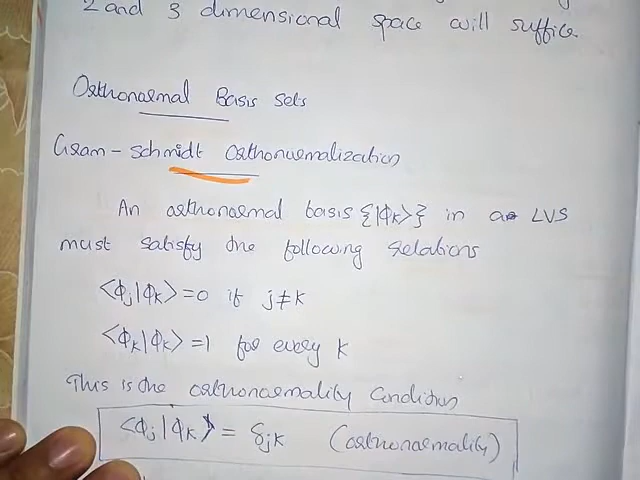 2 and 3 dimensional space will suffice.
Orthonormal Basis sets
Gram-Schmidt Orthonormalization
An orthonormal basis {|ϕk>} in a LVS
must satisfy the following relations
<ϕj|ϕk>=0 if j≠k
<ϕk|ϕk>=1 for every k
This is the orthonormality condition
<ϕj|ϕk> = δjk (orthonormality)